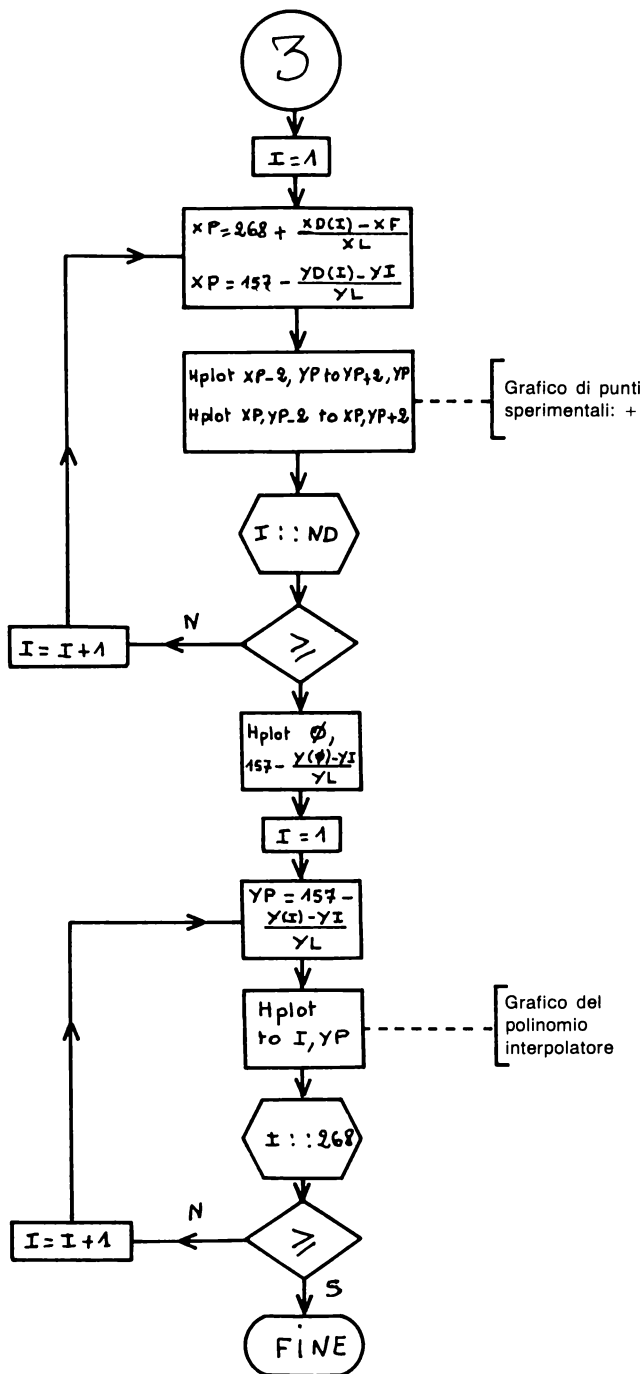 3
I = 1
XP = 268 + XD(I) - XF / XL
XP = 157 - YD(I) - YI / YL
Hplot XP-2, YP to YP+2, YP
Hplot XP, YP-2 to XP, YP+2
Grafico di punti
sperimentali: +
I :: ND
≥
N
I = I + 1
Hplot Ø,
157 - Y(Ø) - YI / YL
I = 1
YP = 157 -
Y(I) - YI / YL
Hplot
to I, YP
Grafico del
polinomio
interpolatore
I :: 268
≥
N
I = I + 1
S
FINE